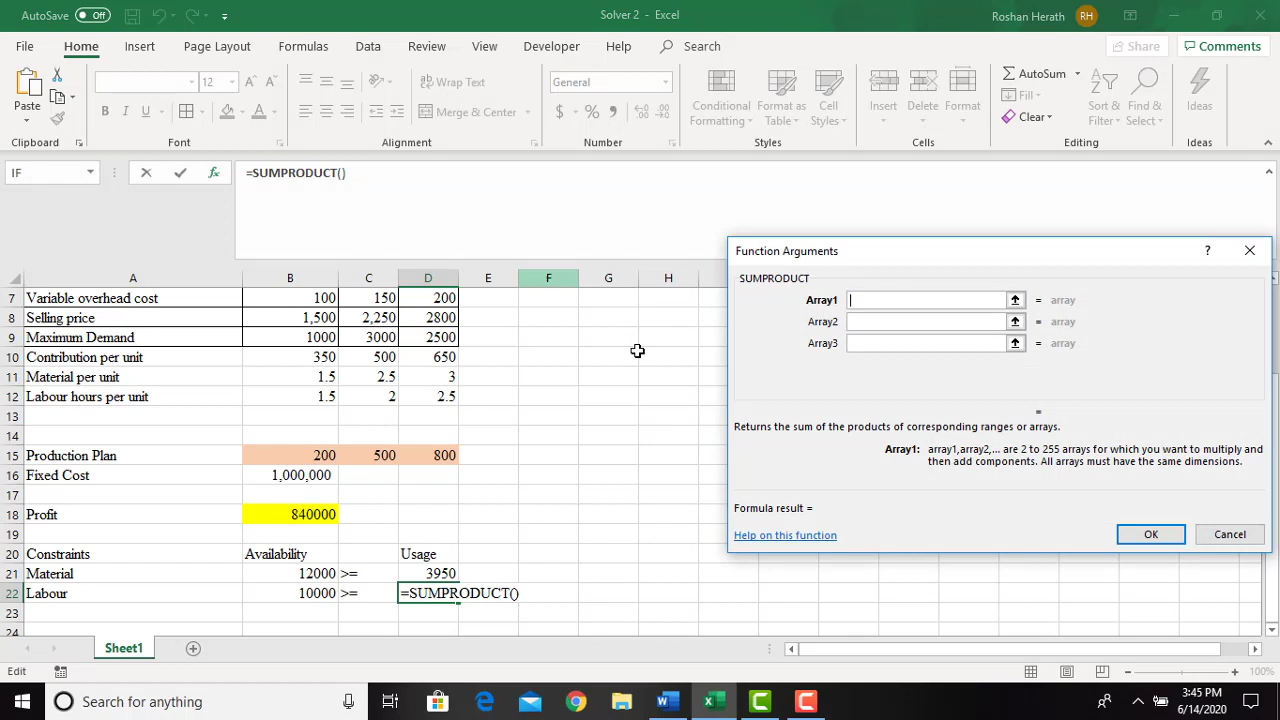 AutoSave Off Solver 2 - Excel Roshan Herath RH
File Home Insert Page Layout Formulas Data Review View Developer Help Search Share Comments
Paste 12 A A Wrap Text General Conditional Formatting Format as Table Cell Styles Insert Delete Format AutoSum Fill Clear Sort & Filter Find & Select Ideas
B I U A Merge & Center $ % ,
Clipboard Font Alignment Number Styles Cells Editing Ideas
IF fx =SUMPRODUCT()
A B C D E F G H
7 Variable overhead cost 100 150 200
8 Selling price 1,500 2,250 2800
9 Maximum Demand 1000 3000 2500
10 Contribution per unit 350 500 650
11 Material per unit 1.5 2.5 3
12 Labour hours per unit 1.5 2 2.5
13
14
15 Production Plan 200 500 800
16 Fixed Cost 1,000,000
17
18 Profit 840000
19
20 Constraints Availability Usage
21 Material 12000 >= 3950
22 Labour 10000 >= =SUMPRODUCT()
23
24
Function Arguments ?
SUMPRODUCT
Array1 = array
Array2 = array
Array3 = array
=
Returns the sum of the products of corresponding ranges or arrays.
Array1: array1,array2,... are 2 to 255 arrays for which you want to multiply and
then add components. All arrays must have the same dimensions.
Formula result =
Help on this function OK Cancel
Sheet1
Edit 100%
Search for anything 3:45 PM
6/14/2020